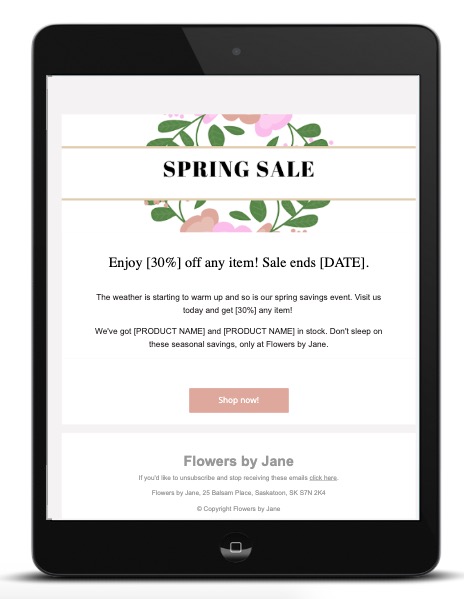 SPRING SALE
Enjoy [30%] off any item! Sale ends [DATE].
The weather is starting to warm up and so is our spring savings event. Visit us
today and get [30%] any item!
We've got [PRODUCT NAME] and [PRODUCT NAME] in stock. Don't sleep on
these seasonal savings, only at Flowers by Jane.
Shop now!
Flowers by Jane
If you'd like to unsubscribe and stop receiving these emails click here.
Flowers by Jane, 25 Balsam Place, Saskatoon, SK S7N 2K4
© Copyright Flowers by Jane